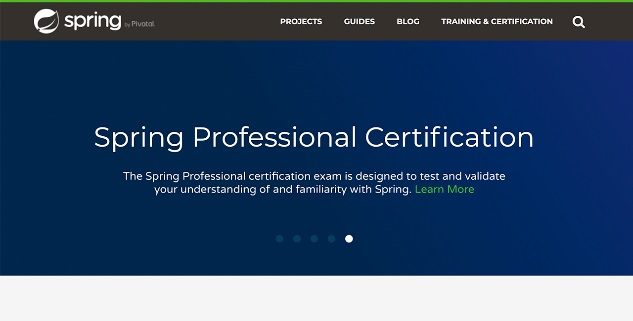 spring by Pivotal.
PROJECTS GUIDES BLOG TRAINING & CERTIFICATION
Spring Professional Certification
The Spring Professional certification exam is designed to test and validate
your understanding of and familiarity with Spring. Learn More